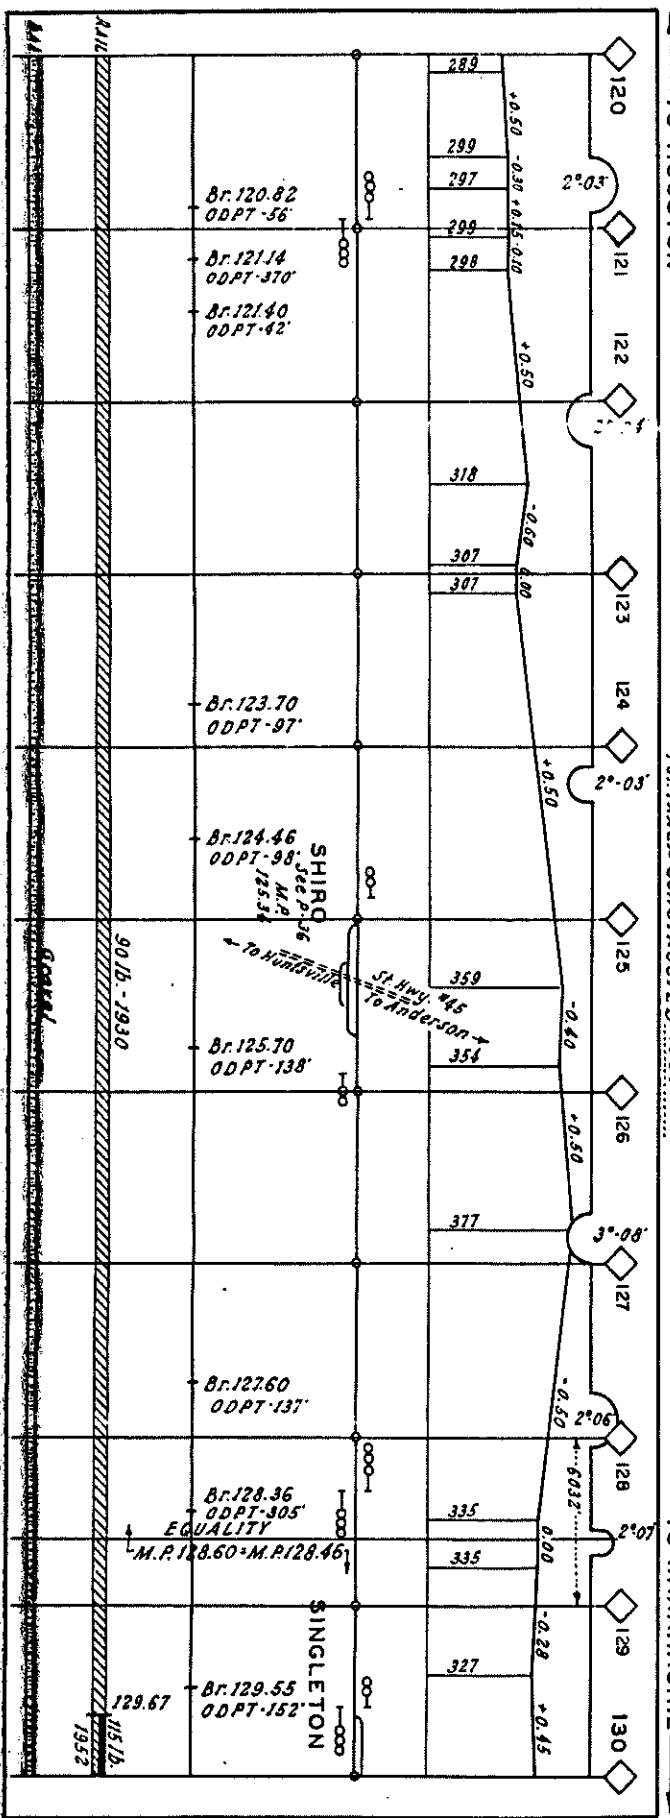 120
121
122
123
124
125
126
127
128
129
130
2°-03'
2°-03'
3°-08'
2°06
2°07'
6032'
+0.50
-0.30
+0.15
-0.10
+0.50
-0.60
0.00
+0.50
-0.40
+0.50
-0.50
0.00
-0.28
+0.45
289
299
297
299
298
318
307
307
359
354
377
335
335
327
SHIRO
See P-36
M.P.
125.34
St. Hwy. #45
To Huntsville
To Anderson
SINGLETON
Br.120.82
ODPT-56'
Br.121.14
ODPT-370'
Br.121.40
ODPT-42'
Br.123.70
ODPT-97'
Br.124.46
ODPT-98'
Br.125.70
ODPT-138'
Br.127.60
ODPT-137'
Br.128.36
ODPT-305'
EQUALITY
M.P.128.60=M.P.128.46
Br.129.55
ODPT-152'
RAIL
90 lb. - 1930
129.67
115 lb.
1952
BAL
Gravel